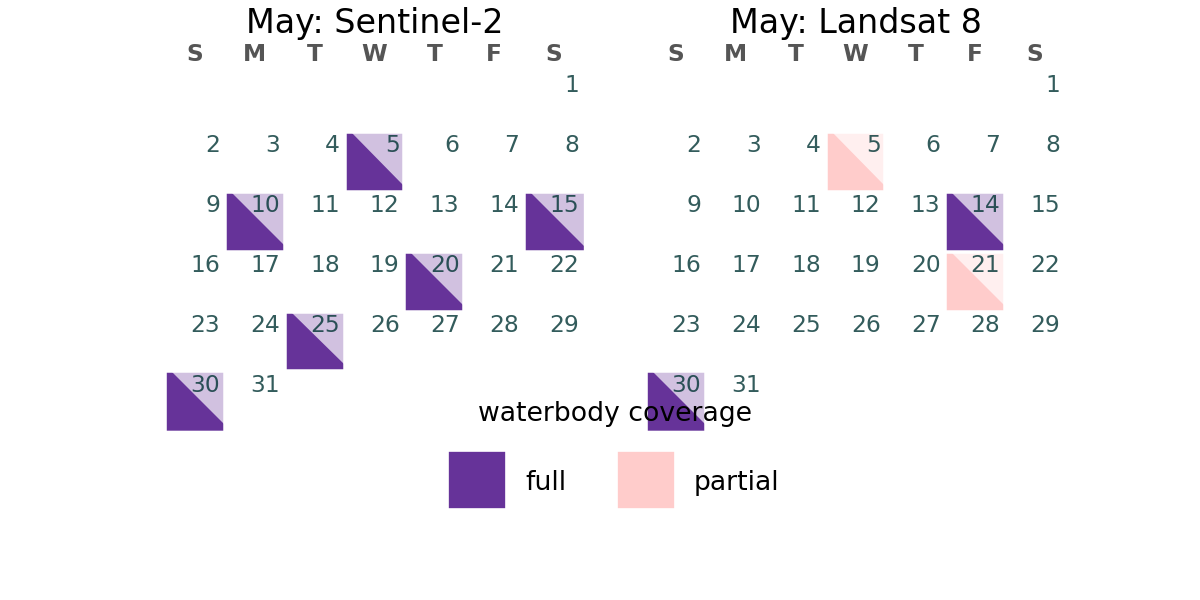 May: Sentinel-2
S M T W T F S
1
2 3 4 5 6 7 8
9 10 11 12 13 14 15
16 17 18 19 20 21 22
23 24 25 26 27 28 29
30 31
May: Landsat 8
S M T W T F S
1
2 3 4 5 6 7 8
9 10 11 12 13 14 15
16 17 18 19 20 21 22
23 24 25 26 27 28 29
30 31
waterbody coverage
full
partial